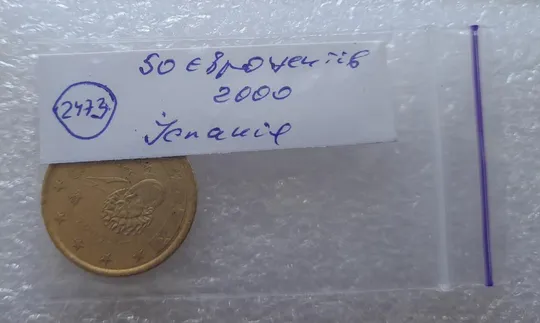 50 євроцентів
2000
2473
Іспанія